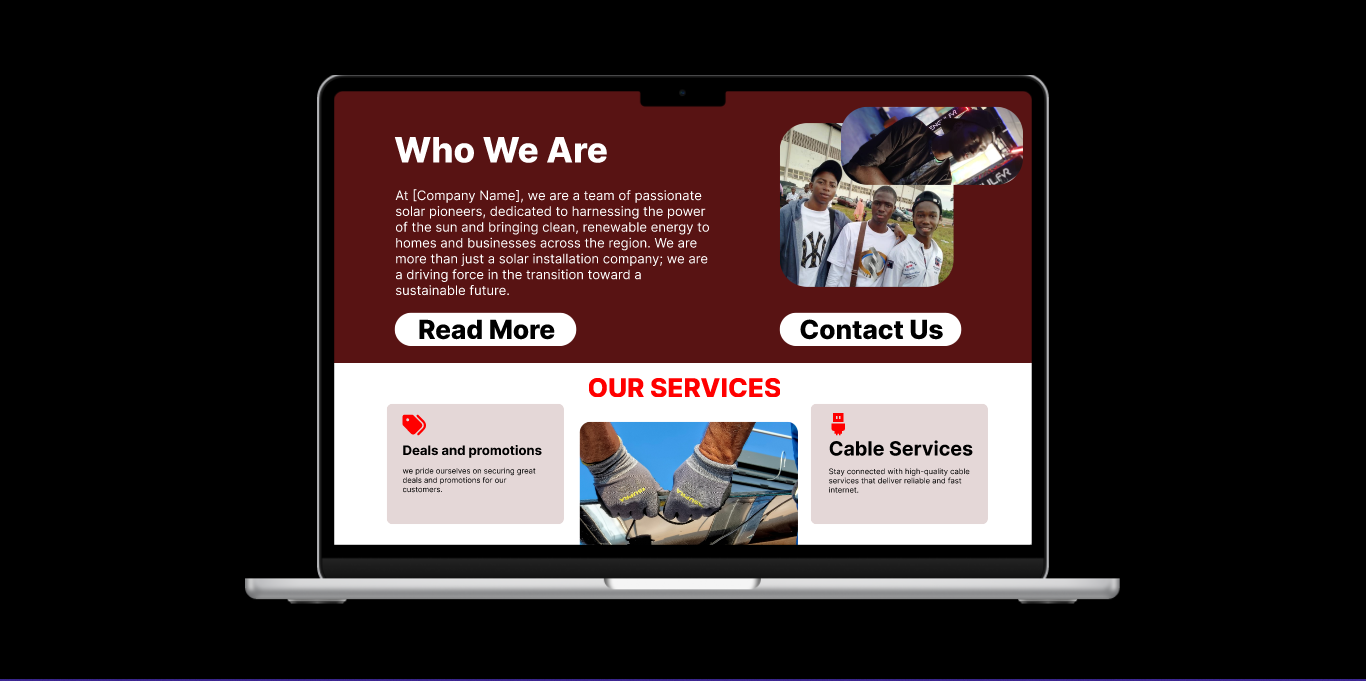 Who We Are
At [Company Name], we are a team of passionate
solar pioneers, dedicated to harnessing the power
of the sun and bringing clean, renewable energy to
homes and businesses across the region. We are
more than just a solar installation company; we are
a driving force in the transition toward a
sustainable future.
Read More
Contact Us
OUR SERVICES
Deals and promotions
we pride ourselves on securing great
deals and promotions for our
customers.
Cable Services
Stay connected with high-quality cable
services that deliver reliable and fast
internet.